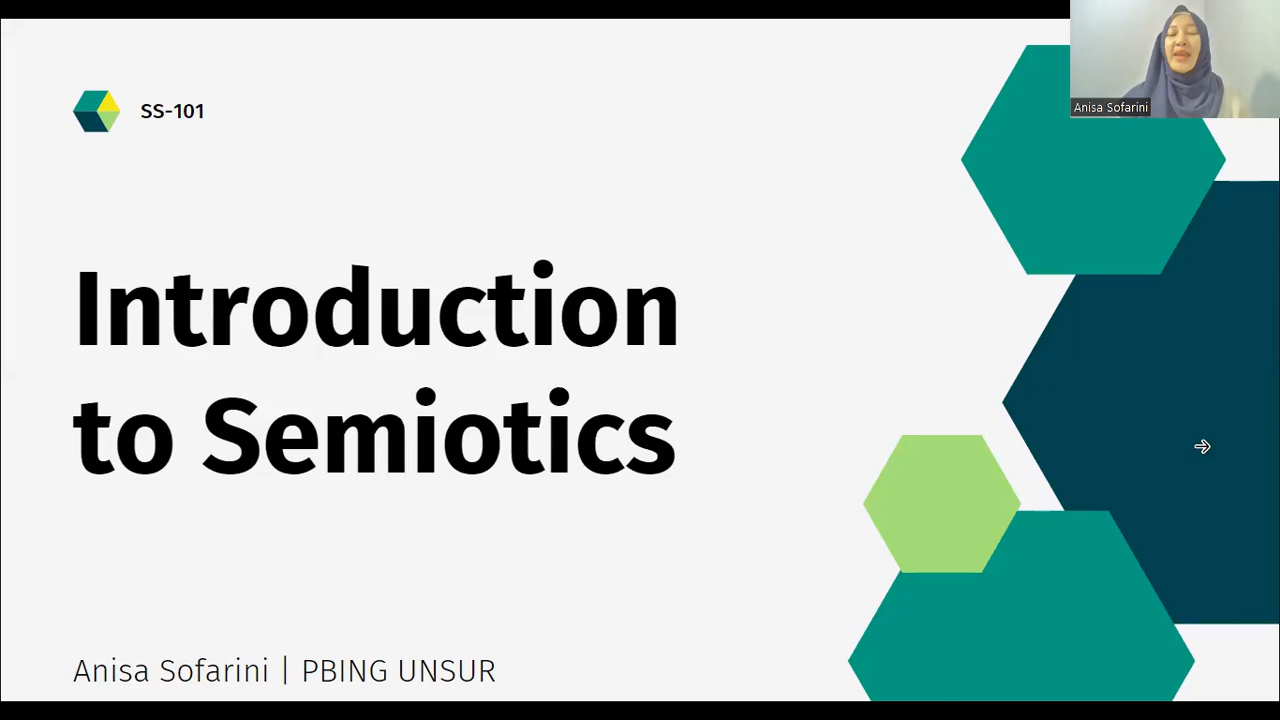 SS-101
Anisa Sofarini
Introduction
to Semiotics
Anisa Sofarini | PBING UNSUR